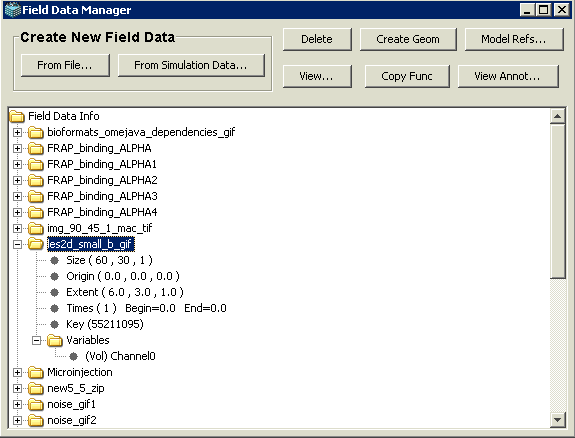 Field Data Manager
Create New Field Data
From File...
From Simulation Data...
Delete
Create Geom
Model Refs...
View...
Copy Func
View Annot...
Field Data Info
bioformats_omejava_dependencies_gif
FRAP_binding_ALPHA
FRAP_binding_ALPHA1
FRAP_binding_ALPHA2
FRAP_binding_ALPHA3
FRAP_binding_ALPHA4
img_90_45_1_mac_tif
les2d_small_b_gif
Size ( 60 , 30 , 1 )
Origin ( 0.0 , 0.0 , 0.0 )
Extent ( 6.0 , 3.0 , 1.0 )
Times ( 1 ) Begin=0.0 End=0.0
Key (55211095)
Variables
(Vol) Channel0
Microinjection
new5_5_zip
noise_gif1
noise_gif2